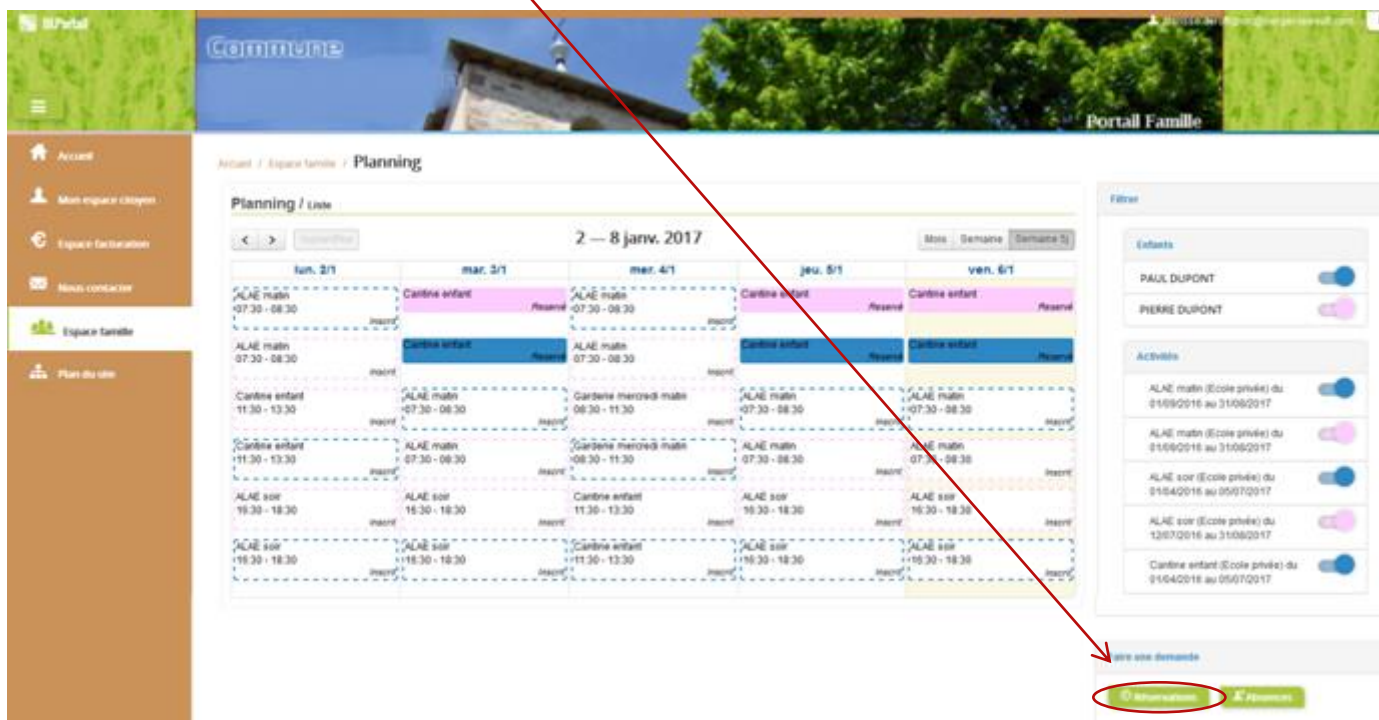 BLPortail
Commune
Portail Famille
Accueil
Mon espace citoyen
Espace facturation
Nous contacter
Espace famille
Plan du site
Accueil / Espace famille / Planning
Planning / Liste
< > Aujourd'hui
2 — 8 janv. 2017
Mois Semaine Semaine 5j
lun. 2/1 mar. 3/1 mer. 4/1 jeu. 5/1 ven. 6/1
ALAE matin Cantine enfant ALAE matin Cantine enfant Cantine enfant
07:30 - 08:30 Reservé 07:30 - 08:30 Reservé Reservé
Inscrit Inscrit
ALAE matin Cantine enfant ALAE matin Cantine enfant Cantine enfant
07:30 - 08:30 Reservé 07:30 - 08:30 Reservé Reservé
Inscrit Inscrit
Cantine enfant ALAE matin Garderie mercredi matin ALAE matin ALAE matin
11:30 - 13:30 07:30 - 08:30 08:30 - 11:30 07:30 - 08:30 07:30 - 08:30
Inscrit Inscrit Inscrit Inscrit Inscrit
Cantine enfant ALAE matin Garderie mercredi matin ALAE matin ALAE matin
11:30 - 13:30 07:30 - 08:30 08:30 - 11:30 07:30 - 08:30 07:30 - 08:30
Inscrit Inscrit Inscrit Inscrit Inscrit
ALAE soir ALAE soir Cantine enfant ALAE soir ALAE soir
16:30 - 18:30 16:30 - 18:30 11:30 - 13:30 16:30 - 18:30 16:30 - 18:30
Inscrit Inscrit Inscrit Inscrit Inscrit
ALAE soir ALAE soir Cantine enfant ALAE soir ALAE soir
16:30 - 18:30 16:30 - 18:30 11:30 - 13:30 16:30 - 18:30 16:30 - 18:30
Inscrit Inscrit Inscrit Inscrit Inscrit
Filtrer
Enfants
PAUL DUPONT
PIERRE DUPONT
Activités
ALAE matin (Ecole privée) du
01/09/2016 au 31/08/2017
ALAE matin (Ecole privée) du
01/09/2016 au 31/08/2017
ALAE soir (Ecole privée) du
01/04/2016 au 05/07/2017
ALAE soir (Ecole privée) du
12/07/2016 au 31/08/2017
Cantine enfant (Ecole privée) du
01/04/2016 au 05/07/2017
Faire une demande
Réservations Absences